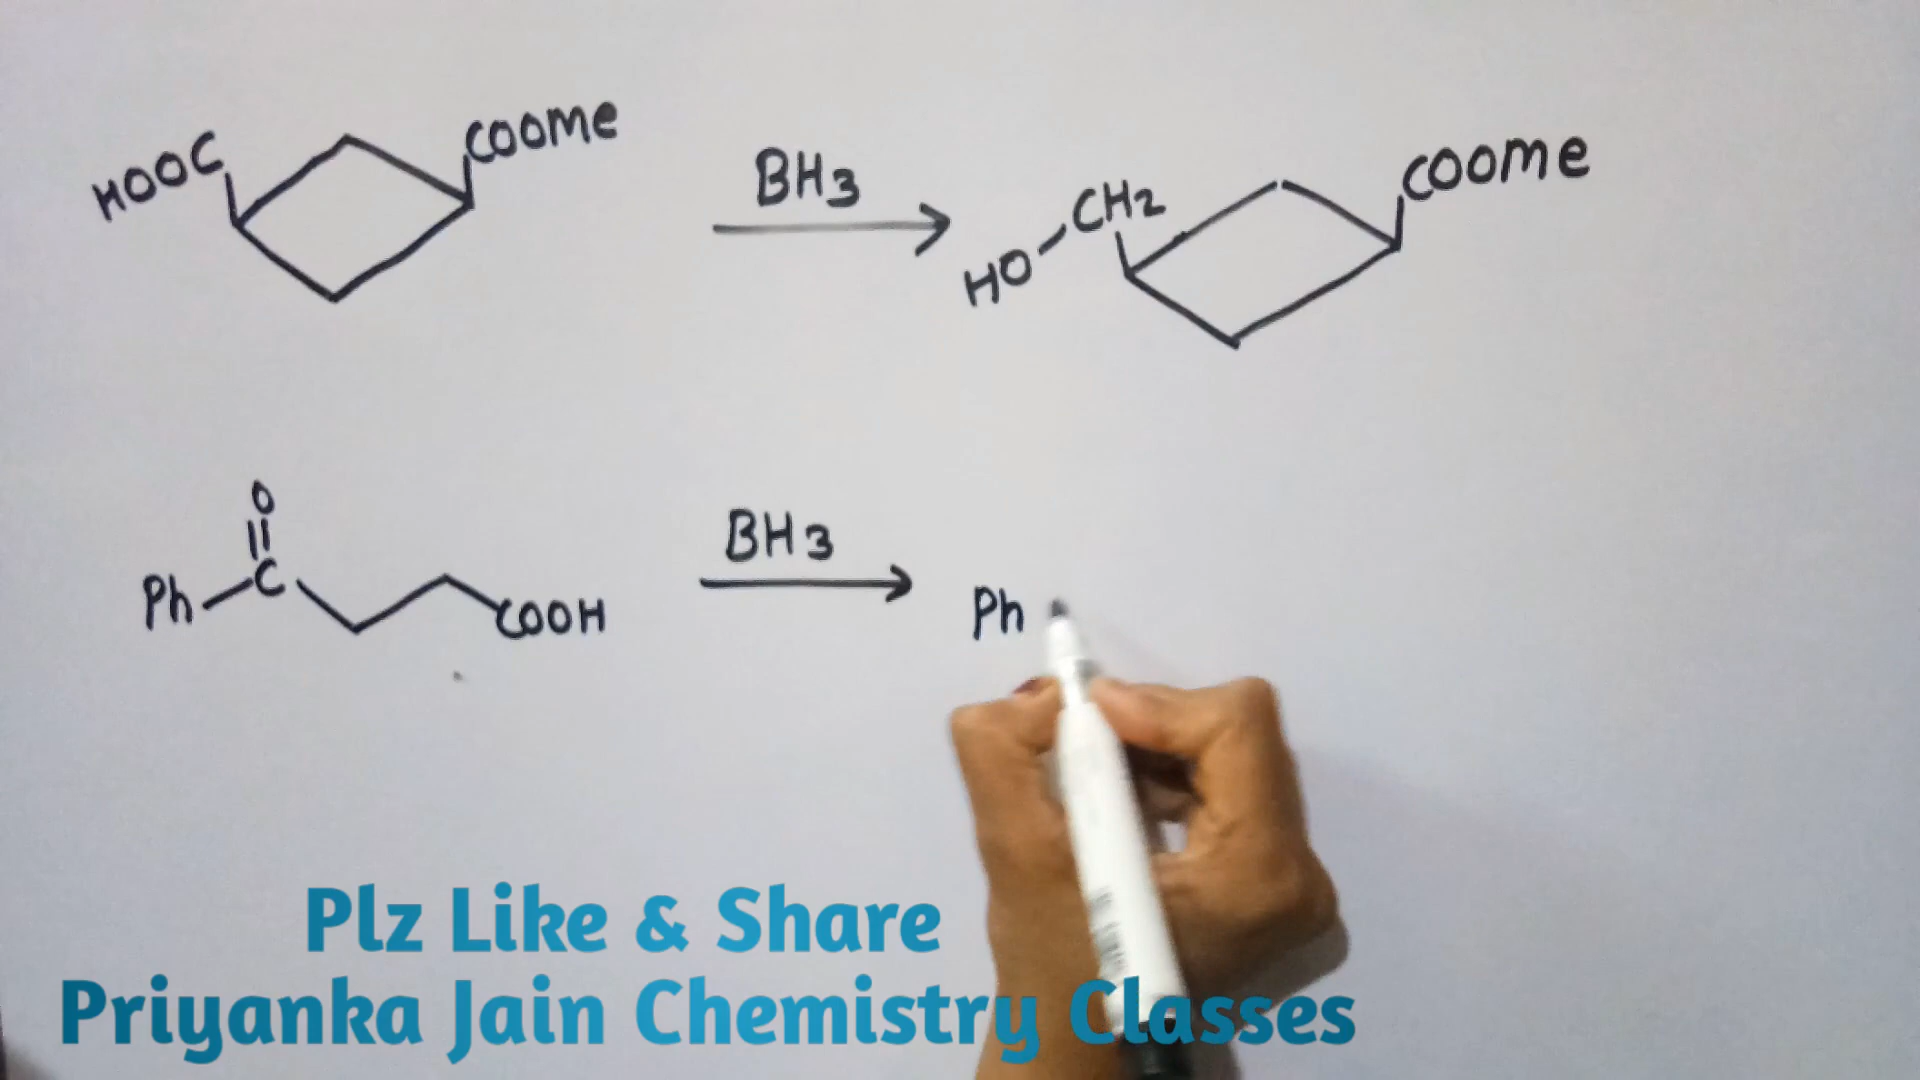 HOOC COOMe BH3 HO CH2 COOMe
O
Ph C COOH BH3 Ph
Plz Like & Share
Priyanka Jain Chemistry Classes